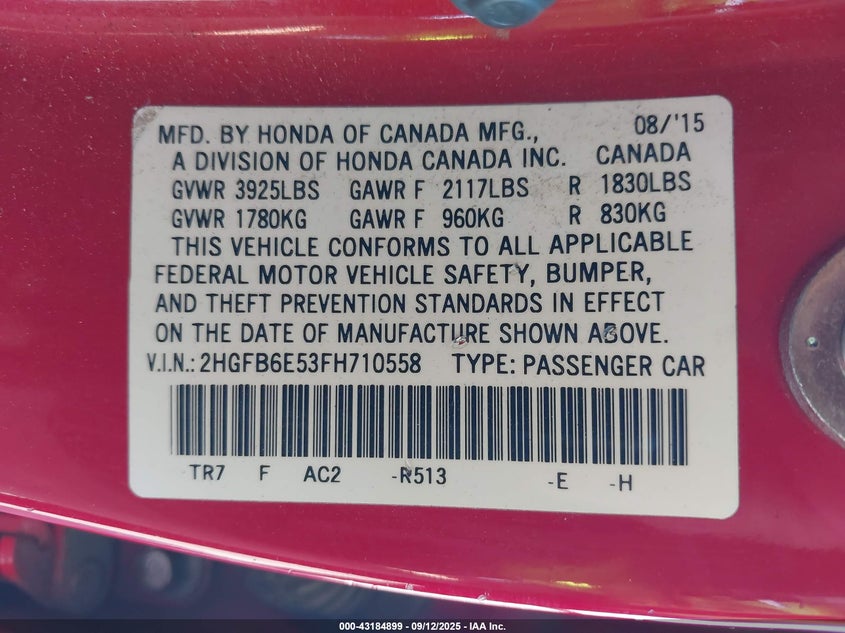 MFD. BY HONDA OF CANADA MFG., 08/'15
A DIVISION OF HONDA CANADA INC. CANADA
GVWR 3925LBS GAWR F 2117LBS R 1830LBS
GVWR 1780KG GAWR F 960KG R 830KG
THIS VEHICLE CONFORMS TO ALL APPLICABLE
FEDERAL MOTOR VEHICLE SAFETY, BUMPER,
AND THEFT PREVENTION STANDARDS IN EFFECT
ON THE DATE OF MANUFACTURE SHOWN ABOVE.
V.I.N.: 2HGFB6E53FH710558 TYPE: PASSENGER CAR
TR7 F AC2 -R513 -E -H
000-43184899 - 09/12/2025 - IAA Inc.